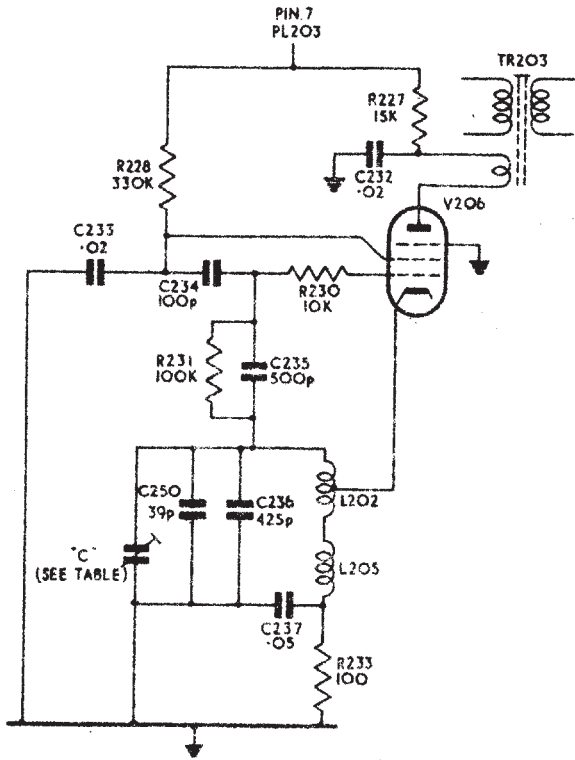 PIN.7
PL203
TR203
R227
15K
R228
330K
C232
·02
V206
C233
·02
C234
100p
R230
10K
R231
100K
C235
500p
C250
39p
C236
425p
L202
"C"
(SEE TABLE)
L205
C237
·05
R233
100